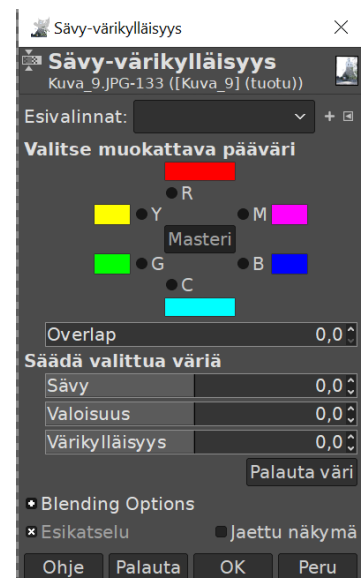 Sävy-värikylläisyys
Sävy-värikylläisyys
Kuva_9.JPG-133 ([Kuva_9] (tuotu))
Esivalinnat:
Valitse muokattava pääväri
R
Y M
Masteri
G B
C
Overlap 0,0
Säädä valittua väriä
Sävy 0,0
Valoisuus 0,0
Värikylläisyys 0,0
Palauta väri
Blending Options
Esikatselu Jaettu näkymä
Ohje Palauta OK Peru